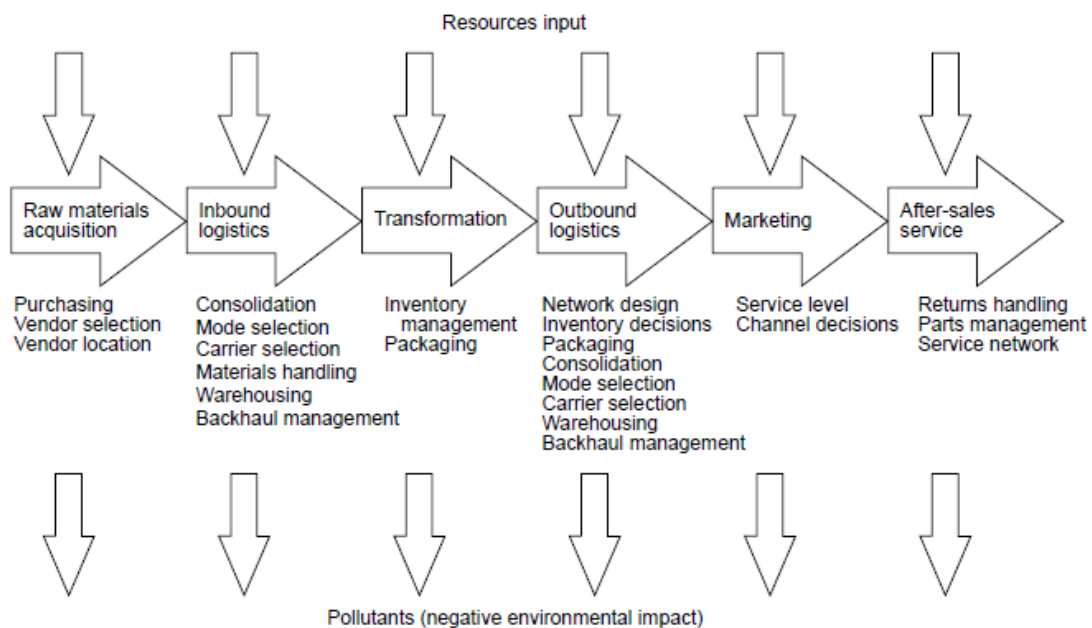 Resources input
Raw materials
acquisition
Inbound
logistics
Transformation
Outbound
logistics
Marketing
After-sales
service
Purchasing
Vendor selection
Vendor location
Consolidation
Mode selection
Carrier selection
Materials handling
Warehousing
Backhaul management
Inventory
management
Packaging
Network design
Inventory decisions
Packaging
Consolidation
Mode selection
Carrier selection
Warehousing
Backhaul management
Service level
Channel decisions
Returns handling
Parts management
Service network
Pollutants (negative environmental impact)